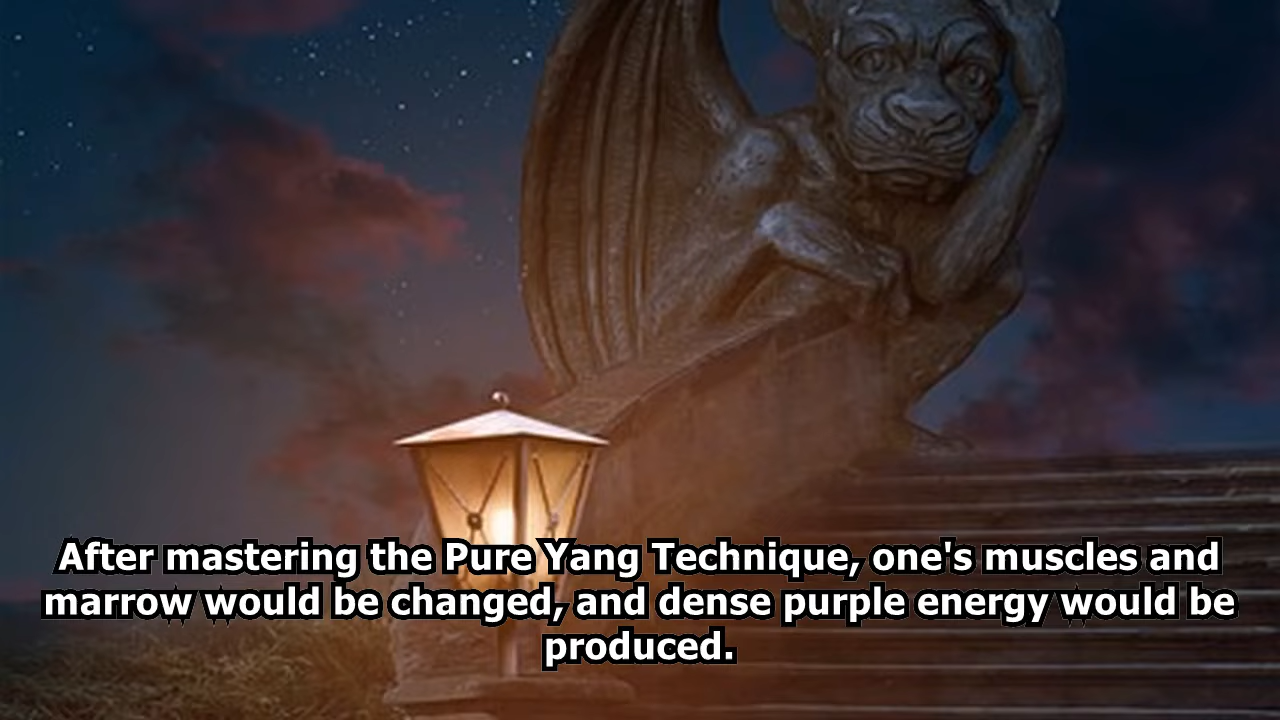 After mastering the Pure Yang Technique, one's muscles and
marrow would be changed, and dense purple energy would be
produced.